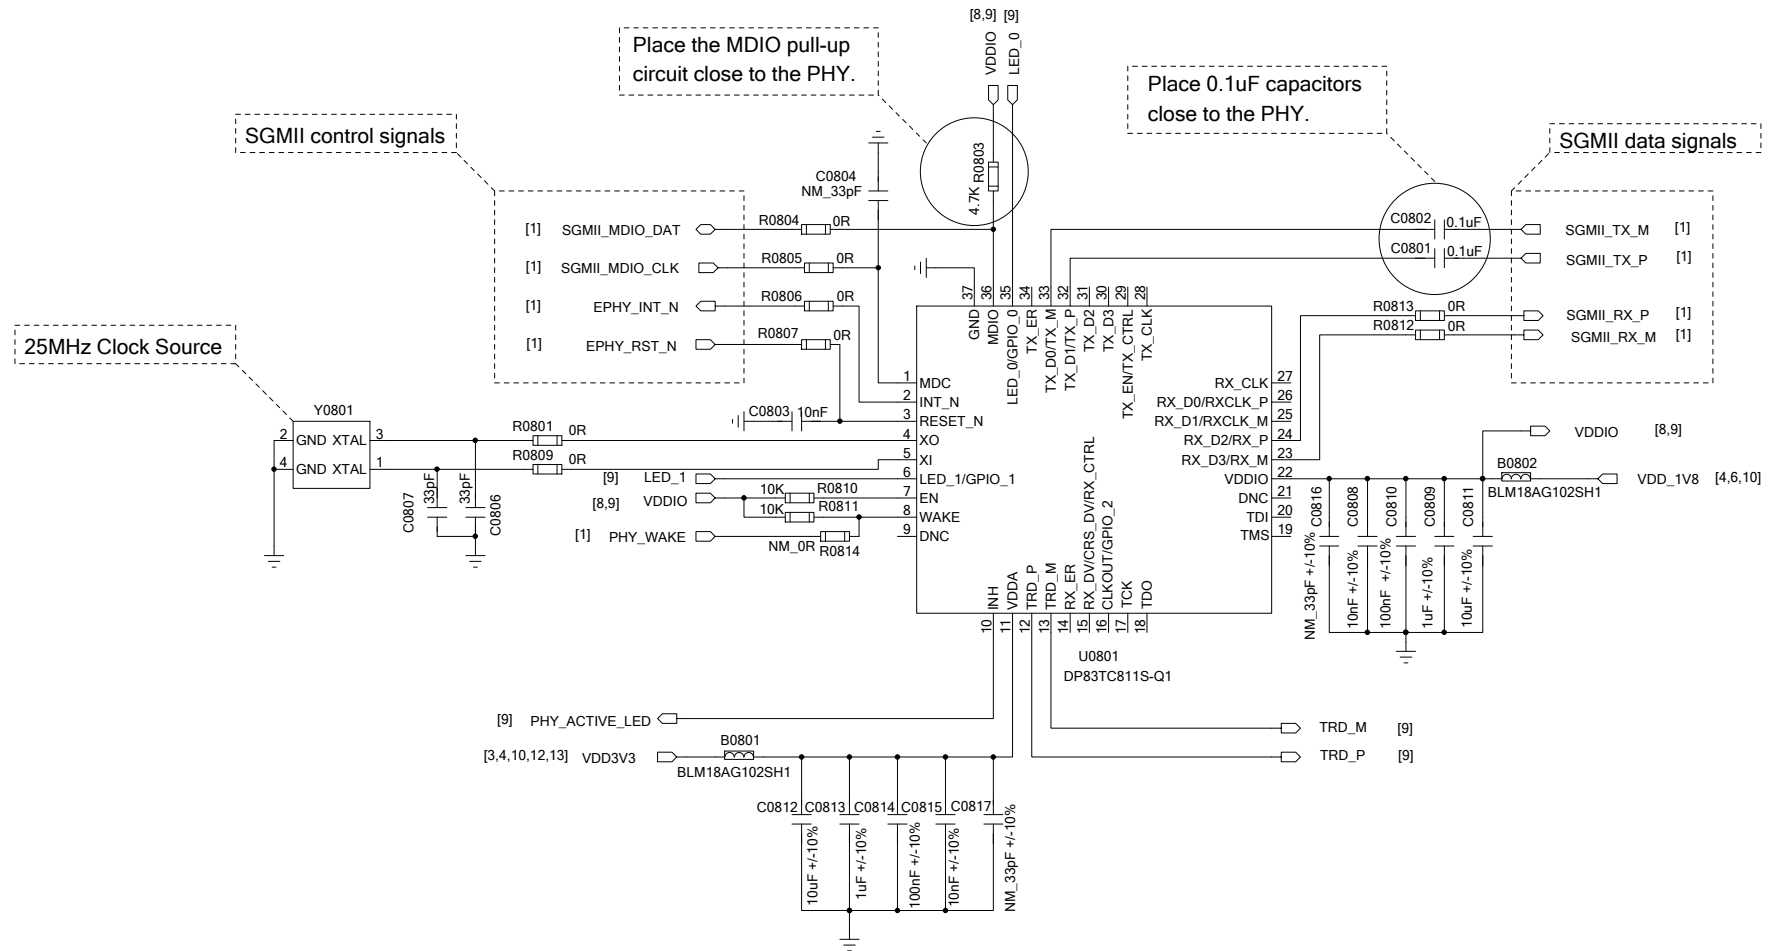 [8,9] [9]
VDDIO
LED_0
Place the MDIO pull-up
circuit close to the PHY.
Place 0.1uF capacitors
close to the PHY.
SGMII control signals
SGMII data signals
C0804
NM_33pF
R0803
4.7K
[1] SGMII_MDIO_DAT R0804 0R
[1] SGMII_MDIO_CLK R0805 0R
[1] EPHY_INT_N R0806 0R
[1] EPHY_RST_N R0807 0R
C0802 0.1uF SGMII_TX_M [1]
C0801 0.1uF SGMII_TX_P [1]
R0813 0R SGMII_RX_P [1]
R0812 0R SGMII_RX_M [1]
25MHz Clock Source
37 GND
36 MDIO
35 LED_0/GPIO_0
34 TX_ER
33 TX_D0/TX_M
32 TX_D1/TX_P
31 TX_D2
30 TX_D3
29 TX_EN/TX_CTRL
28 TX_CLK
1 MDC
2 INT_N
3 RESET_N
4 XO
5 XI
6 LED_1/GPIO_1
7 EN
8 WAKE
9 DNC
RX_CLK 27
RX_D0/RXCLK_P 26
RX_D1/RXCLK_M 25
RX_D2/RX_P 24
RX_D3/RX_M 23
VDDIO 22
DNC 21
TDI 20
TMS 19
10 INH
11 VDDA
12 TRD_P
13 TRD_M
14 RX_ER
15 RX_DV/CRS_DV/RX_CTRL
16 CLKOUT/GPIO_2
17 TCK
18 TDO
U0801
DP83TC811S-Q1
C0803 10nF
Y0801
2 GND XTAL 3
4 GND XTAL 1
R0801 0R
R0809 0R
C0807 33pF
C0806 33pF
[9] LED_1
[8,9] VDDIO
10K R0810
10K R0811
[1] PHY_WAKE
NM_0R R0814
VDDIO [8,9]
B0802
BLM18AG102SH1
VDD_1V8 [4,6,10]
C0816 NM_33pF +/-10%
C0808 10nF +/-10%
C0810 100nF +/-10%
C0809 1uF +/-10%
C0811 10uF +/-10%
[9] PHY_ACTIVE_LED
TRD_M [9]
TRD_P [9]
[3,4,10,12,13] VDD3V3
B0801
BLM18AG102SH1
C0812 10uF +/-10%
C0813 1uF +/-10%
C0814 100nF +/-10%
C0815 10nF +/-10%
C0817 NM_33pF +/-10%